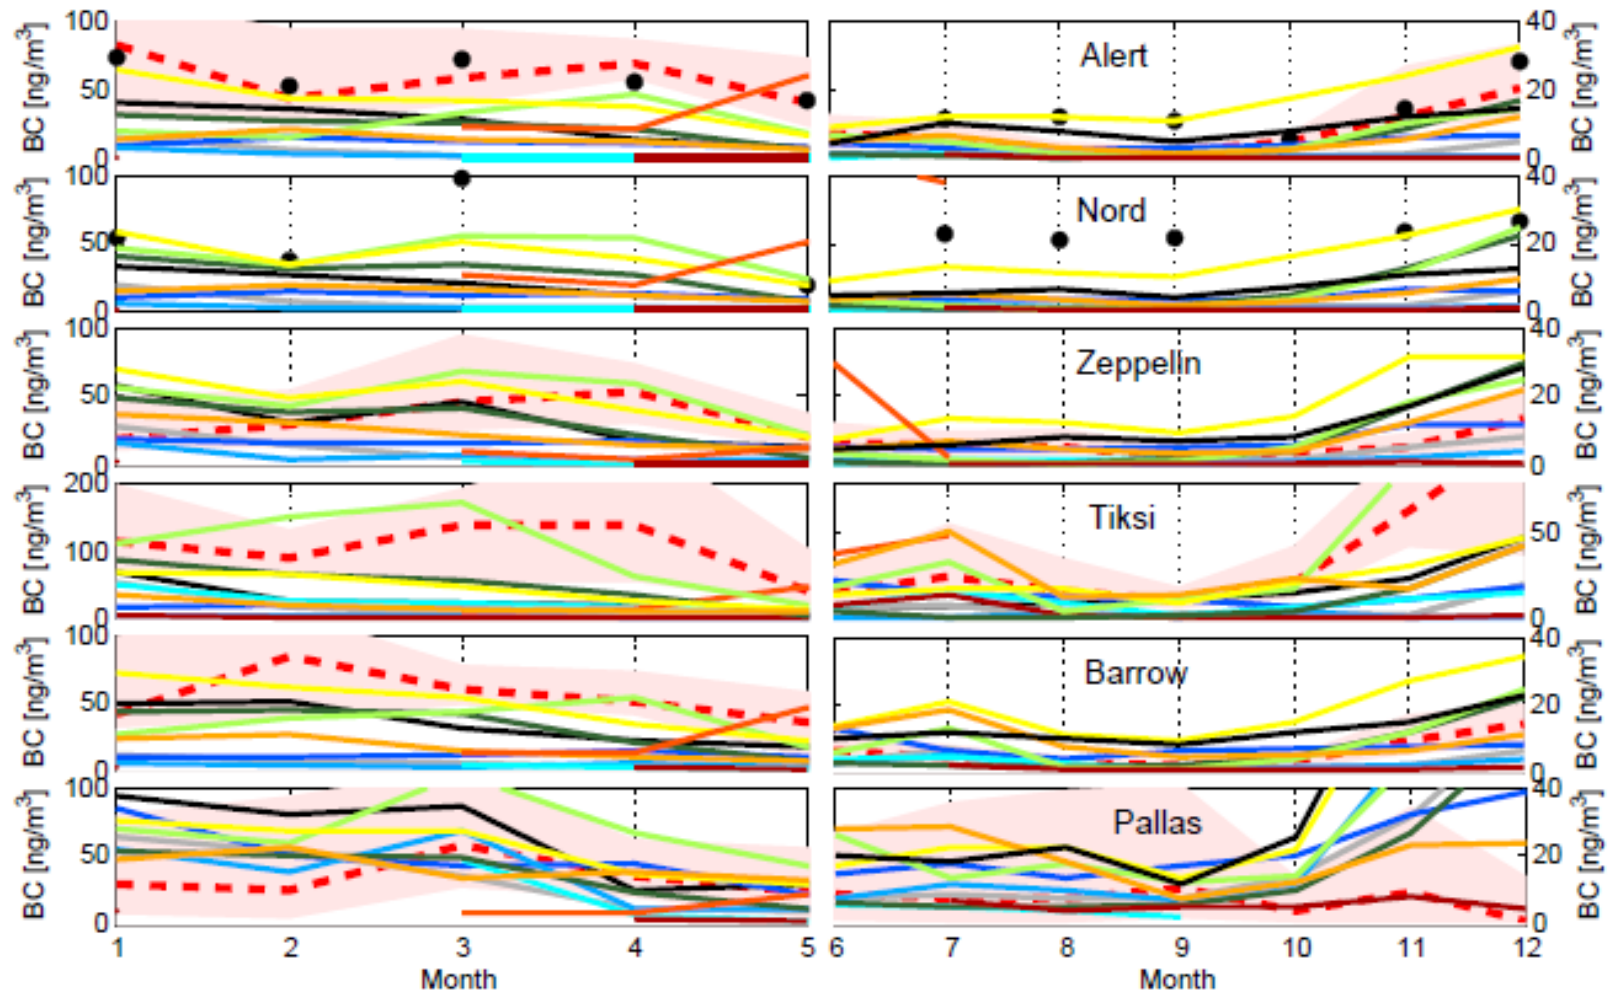 BC [ng/m³] 100 50 0 Alert 40 20 0 BC [ng/m³]
BC [ng/m³] 100 50 0 Nord 40 20 0 BC [ng/m³]
BC [ng/m³] 100 50 0 Zeppelin 40 20 0 BC [ng/m³]
BC [ng/m³] 200 100 0 Tiksi 50 0 BC [ng/m³]
BC [ng/m³] 100 50 0 Barrow 40 20 0 BC [ng/m³]
BC [ng/m³] 100 50 0 Pallas 40 20 0 BC [ng/m³]
1 2 3 4 5 6 7 8 9 10 11 12
Month Month